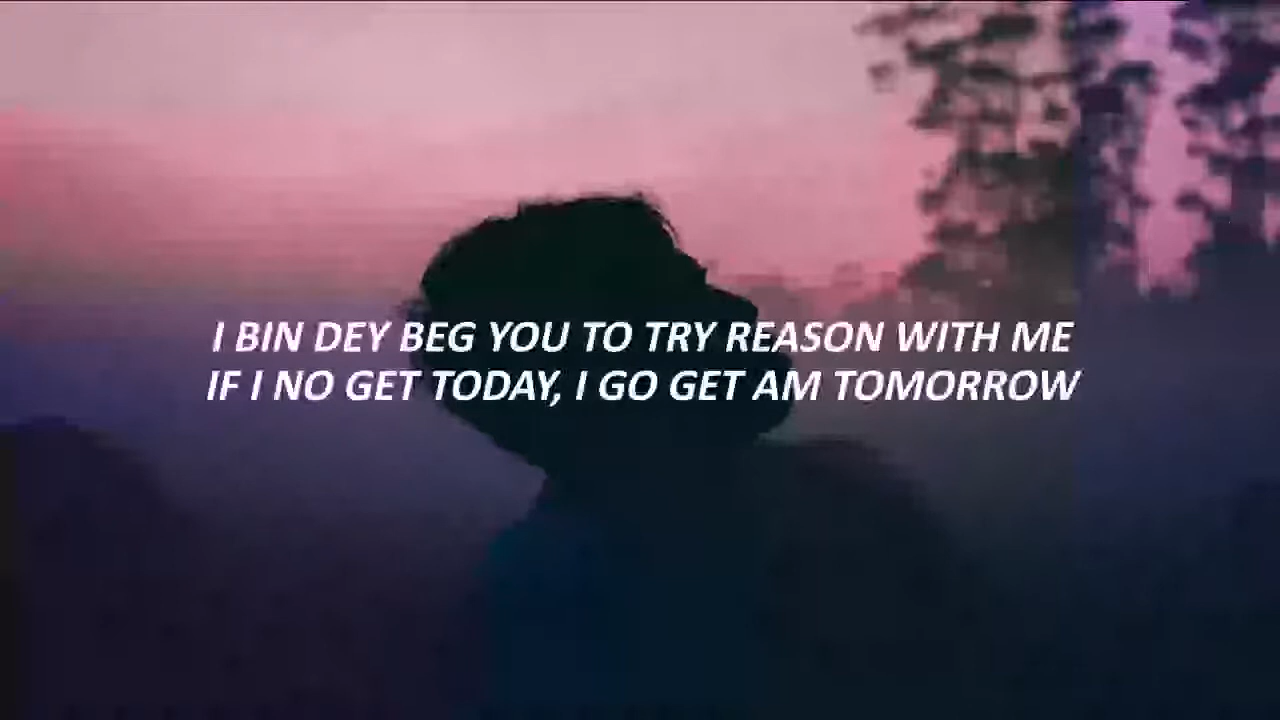 I BIN DEY BEG YOU TO TRY REASON WITH ME
IF I NO GET TODAY, I GO GET AM TOMORROW